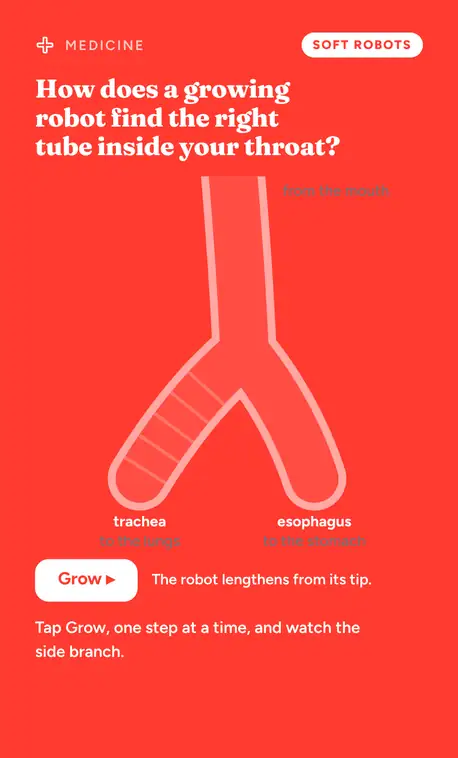 MEDICINE
SOFT ROBOTS
How does a growing
robot find the right
tube inside your throat?
from the mouth
trachea
esophagus
to the lungs
to the stomach
Grow ▸
The robot lengthens from its tip.
Tap Grow, one step at a time, and watch the
side branch.